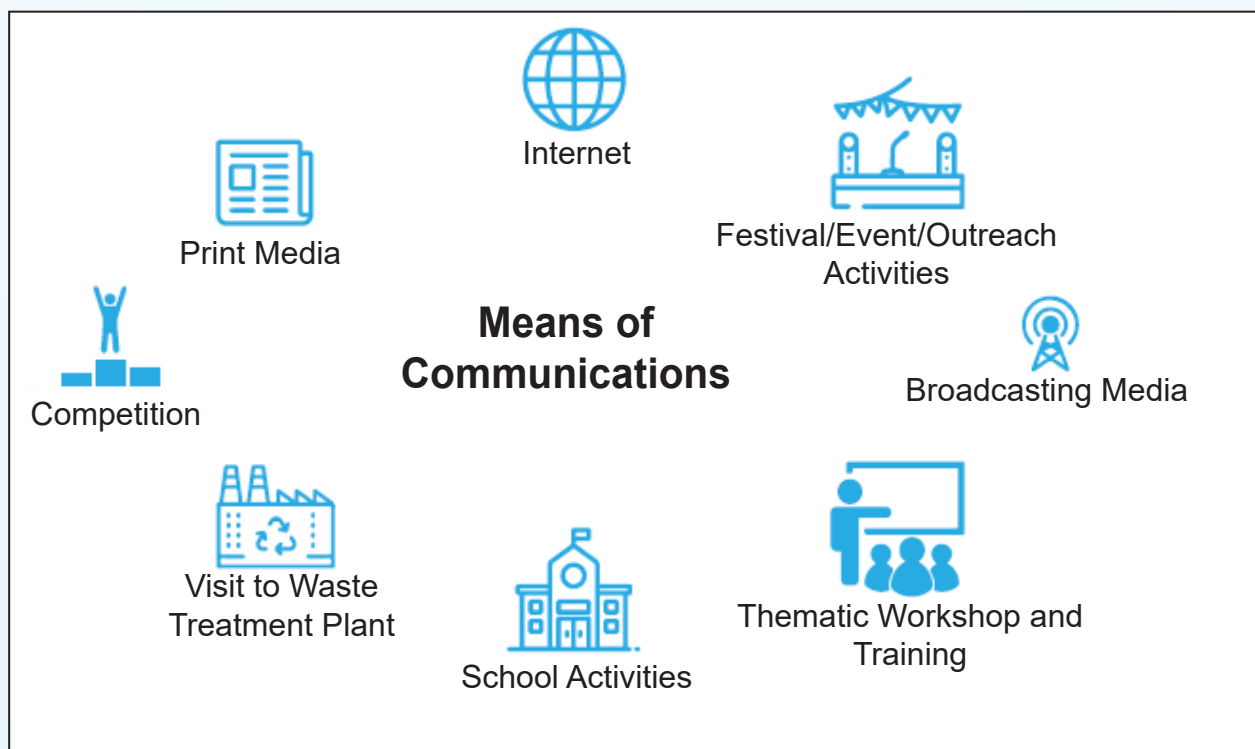 Internet
Festival/Event/Outreach
Activities
Print Media
Means of
Communications
Broadcasting Media
Competition
Visit to Waste
Treatment Plant
Thematic Workshop and
Training
School Activities